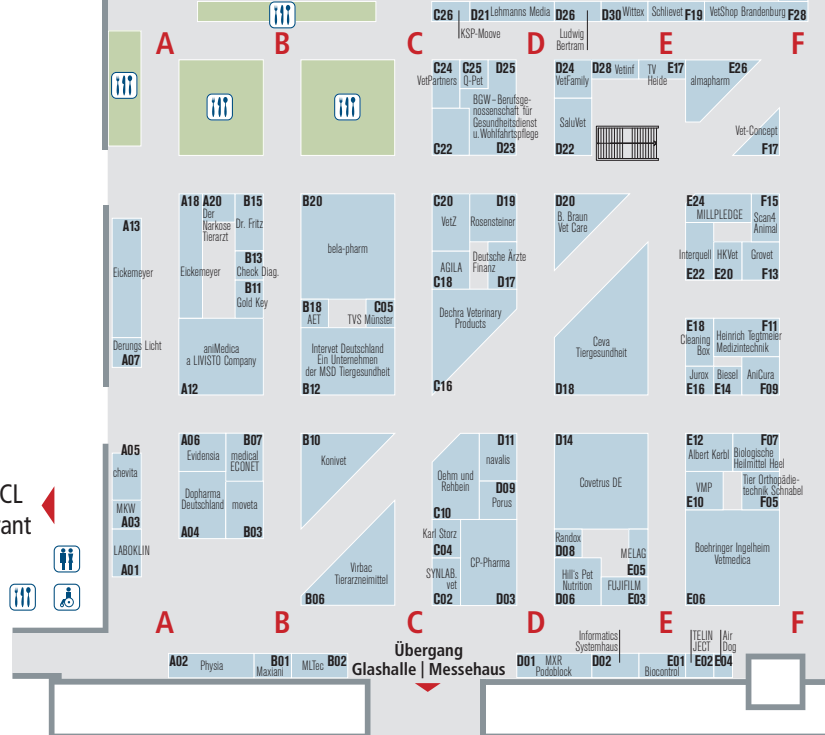 C26 D21 Lehmanns Media D26 D30 Wittex Schlievet F19 VetShop Brandenburg F28
KSP-Moove
Ludwig
Bertram
A B C D E F
C24 C25 D25
VetPartners Q-Pet
BGW – Berufsge-
nossenschaft für
Gesundheitsdienst
u. Wohlfahrtspflege
C22 D23
D24 D28 Vetinf TV E17 E26
VetFamily Heide almapharm
SaluVet
D22
Vet-Concept
F17
A13
Eickemeyer
Derungs Licht
A07
A18 A20 B15
Der
Narkose
Tierarzt
Dr. Fritz
B13
Eickemeyer Check Diag.
B11
Gold Key
aniMedica
a LIVISTO Company
A12
B20
bela-pharm
B18 C05
AET TVS Münster
Intervet Deutschland
Ein Unternehmen
der MSD Tiergesundheit
B12
C20 D19
VetZ Rosensteiner
AGILA Deutsche Ärzte
Finanz
C18 D17
Dechra Veterinary
Products
C16
D20
B. Braun
Vet Care
Ceva
Tiergesundheit
D18
E24 F15
MILLPLEDGE Scan4
Animal
Interquell HKVet Grovet
E22 E20 F13
E18 F11
Cleaning
Box
Heinrich Tegtmeier
Medizintechnik
Jurox Biesel AniCura
E16 E14 F09
A05
chevita
MKW
A03
LABOKLIN
A01
CL
ant
A06 B07
Evidensia medical
ECONET
Dopharma
Deutschland
moveta
A04 B03
B10
Konivet
Virbac
Tierarzneimittel
B06
D11
Oehm und
Rehbein
navalis
D09
C10 Porus
Karl Storz
C04 CP-Pharma
SYNLAB.
vet
C02 D03
D14
Covetrus DE
Randox
D08 MELAG
E05
Hill's Pet
Nutrition
FUJIFILM
D06 E03
E12 F07
Albert Kerbl Biologische
Heilmittel Heel
VMP Tier Orthopädie-
technik Schnabel
E10 F05
Boehringer Ingelheim
Vetmedica
E06
A B C D E F
A02 Physia B01 MLTec B02
Maxiani
Übergang
Glashalle | Messehaus
Informatics
Systemhaus
TELIN
JECT
Air
Dog
D01 MXR D02 E01 E02 E04
Podoblock Biocontrol